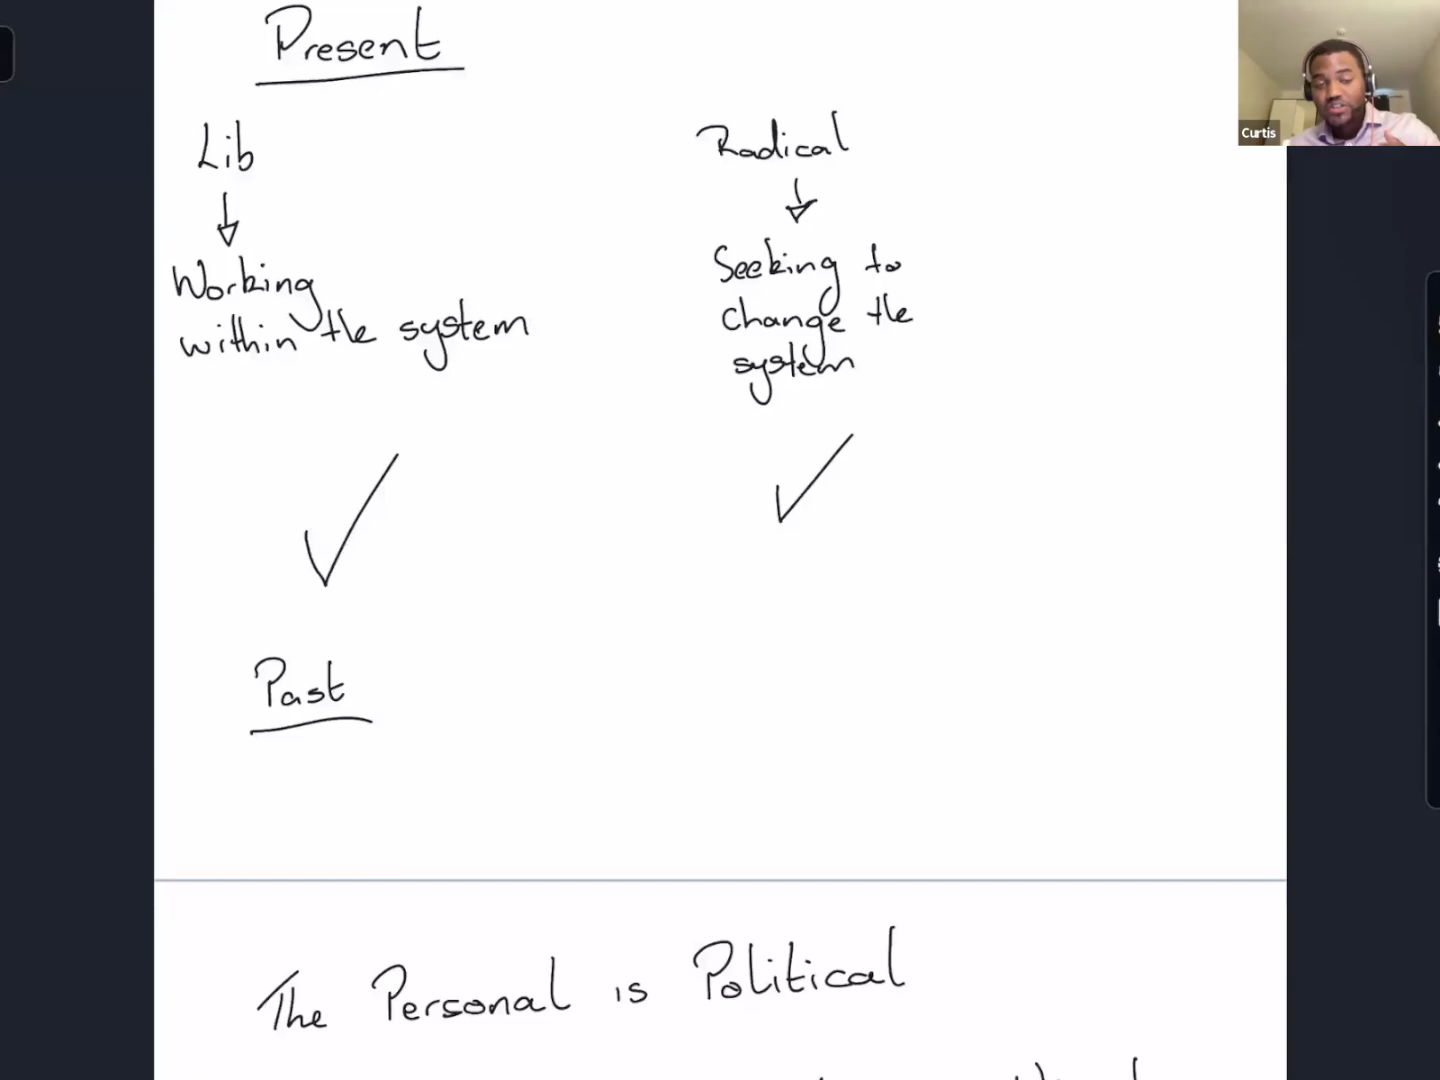 Present
Lib
Radical
Working
within the system
Seeking to
change the
system
Past
The Personal is Political
Curtis